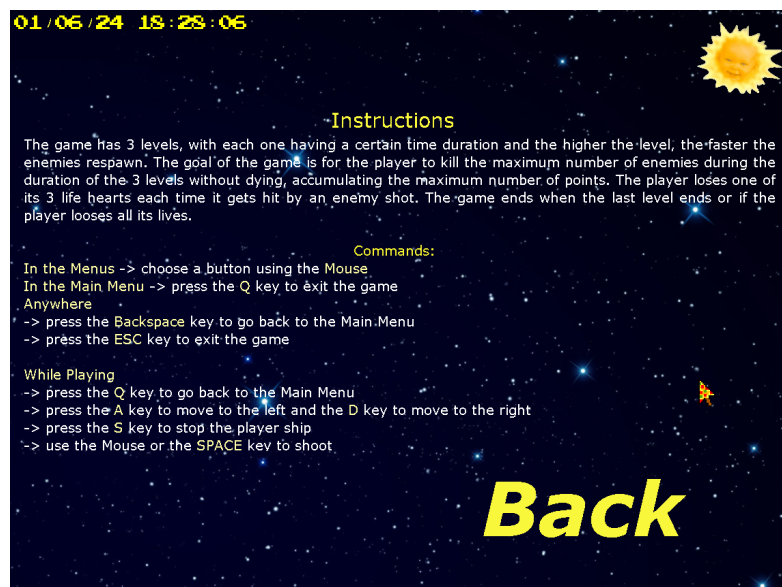 01/06/24 18:28:06
Instructions
The game has 3 levels, with each one having a certain time duration and the higher the level, the faster the
enemies respawn. The goal of the game is for the player to kill the maximum number of enemies during the
duration of the 3 levels without dying, accumulating the maximum number of points. The player loses one of
its 3 life hearts each time it gets hit by an enemy shot. The game ends when the last level ends or if the
player looses all its lives.
Commands:
In the Menus -> choose a button using the Mouse
In the Main Menu -> press the Q key to exit the game
Anywhere
-> press the Backspace key to go back to the Main Menu
-> press the ESC key to exit the game
While Playing
-> press the Q key to go back to the Main Menu
-> press the A key to move to the left and the D key to move to the right
-> press the S key to stop the player ship
-> use the Mouse or the SPACE key to shoot
Back